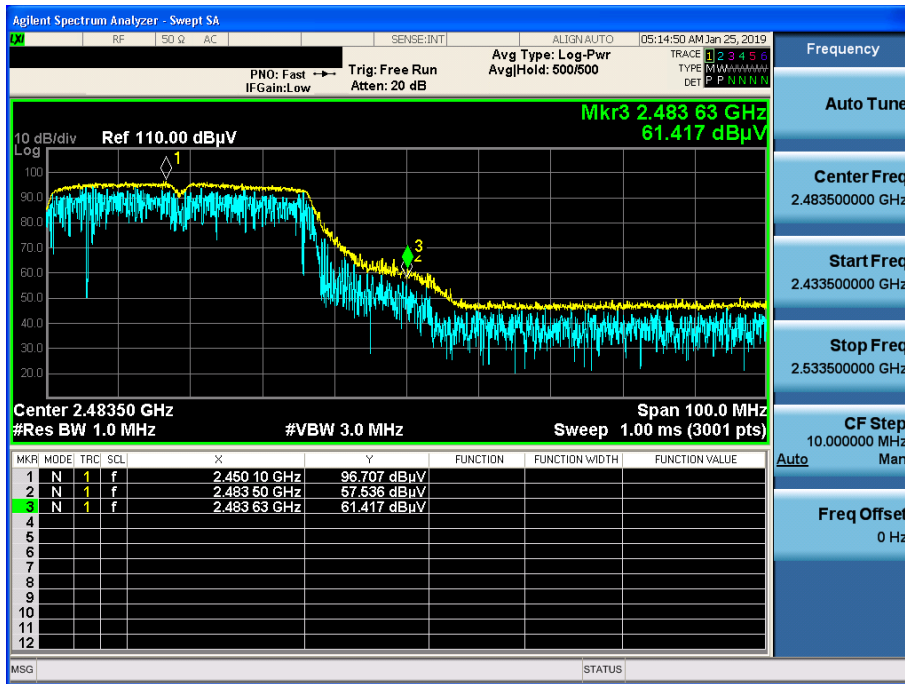 Agilent Spectrum Analyzer - Swept SA
LXI RF 50 Ω AC SENSE:INT ALIGN AUTO 05:14:50 AM Jan 25, 2019
Frequency
Avg Type: Log-Pwr
TRACE 1 2 3 4 5 6
PNO: Fast Trig: Free Run Avg|Hold: 500/500
TYPE M W W W W W
IFGain:Low Atten: 20 dB
DET P P N N N N
Auto Tune
Mkr3 2.483 63 GHz
61.417 dBµV
10 dB/div Ref 110.00 dBµV
Log
100
90.0
80.0
70.0
60.0
50.0
40.0
30.0
20.0
1
3
2
Center 2.48350 GHz Span 100.0 MHz
#Res BW 1.0 MHz #VBW 3.0 MHz Sweep 1.00 ms (3001 pts)
Center Freq
2.483500000 GHz
Start Freq
2.433500000 GHz
Stop Freq
2.533500000 GHz
CF Step
10.000000 MHz
Auto Man
Freq Offset
0 Hz
MKR MODE TRC SCL X Y FUNCTION FUNCTION WIDTH FUNCTION VALUE
1 N 1 f 2.450 10 GHz 96.707 dBµV
2 N 1 f 2.483 50 GHz 57.536 dBµV
3 N 1 f 2.483 63 GHz 61.417 dBµV
4
5
6
7
8
9
10
11
12
MSG STATUS